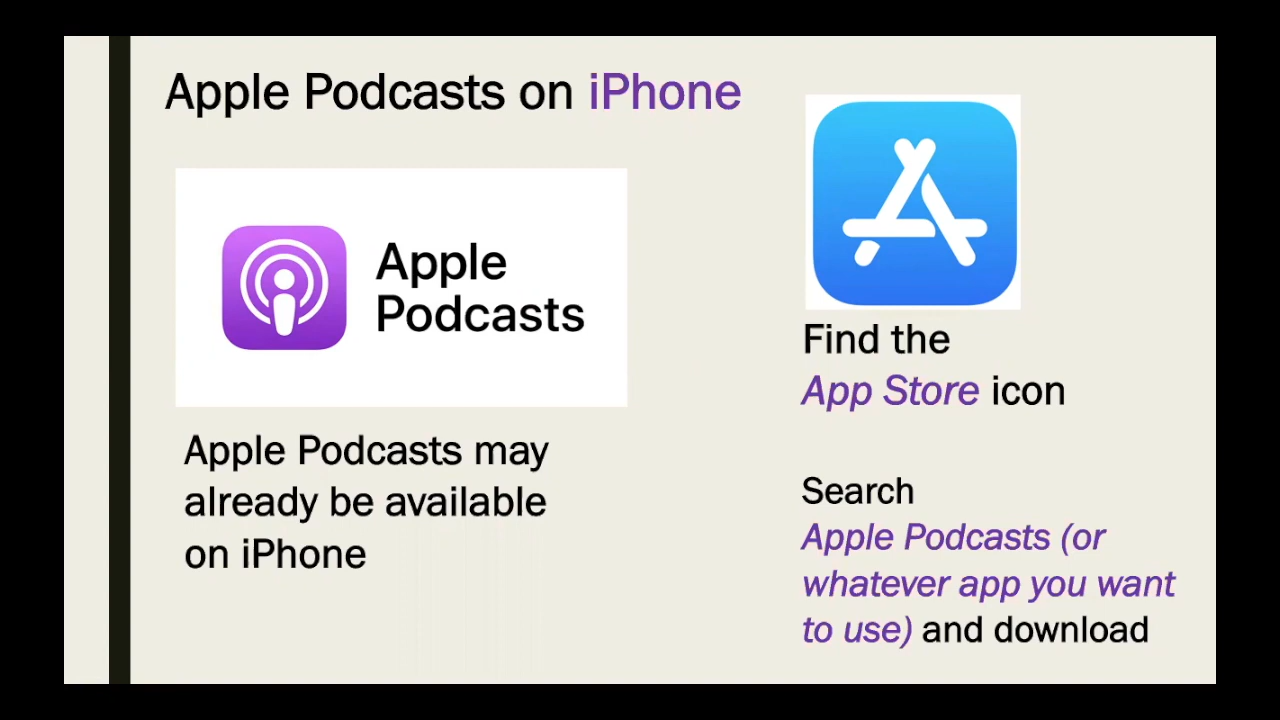 Apple Podcasts on iPhone
Apple
Podcasts
Apple Podcasts may
already be available
on iPhone
Find the
App Store icon
Search
Apple Podcasts (or
whatever app you want
to use) and download